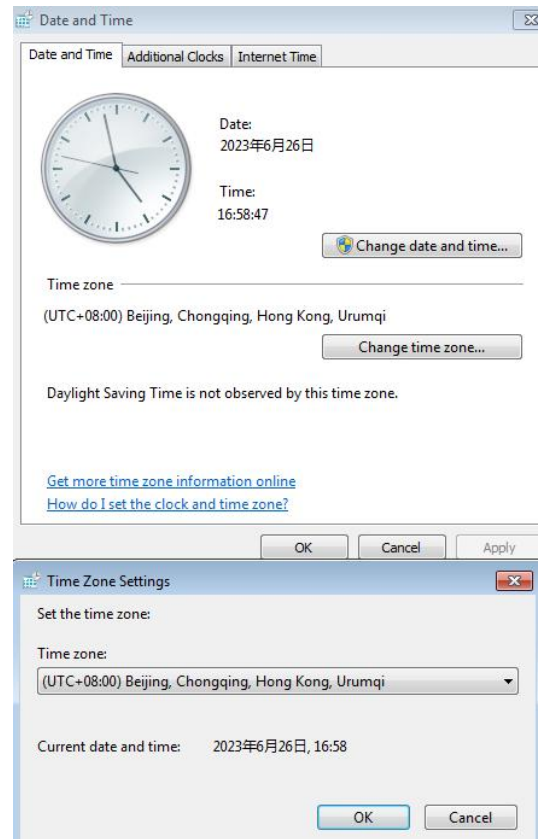 Date and Time
Date and Time Additional Clocks Internet Time
Date:
2023年6月26日
Time:
16:58:47
Change date and time...
Time zone
(UTC+08:00) Beijing, Chongqing, Hong Kong, Urumqi
Change time zone...
Daylight Saving Time is not observed by this time zone.
Get more time zone information online
How do I set the clock and time zone?
OK Cancel Apply
Time Zone Settings
Set the time zone:
Time zone:
(UTC+08:00) Beijing, Chongqing, Hong Kong, Urumqi
Current date and time: 2023年6月26日, 16:58
OK Cancel